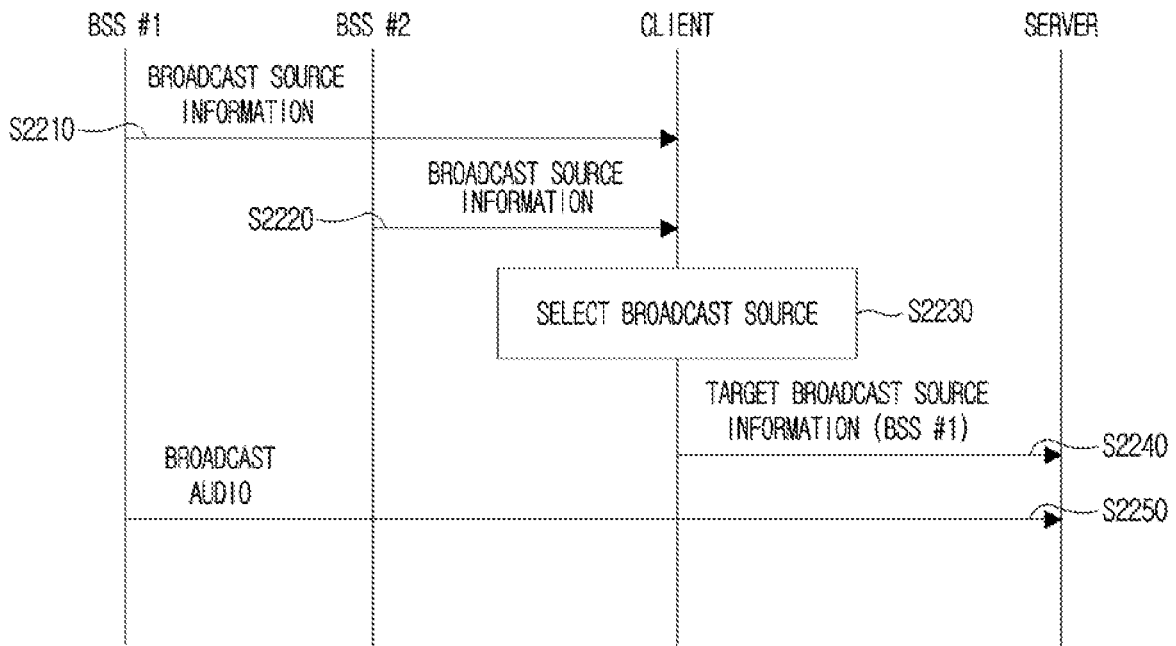 BSS #1
BSS #2
CLIENT
SERVER
BROADCAST SOURCE
INFORMATION
S2210
BROADCAST SOURCE
INFORMATION
S2220
SELECT BROADCAST SOURCE
S2230
TARGET BROADCAST SOURCE
INFORMATION (BSS #1)
S2240
BROADCAST
AUDIO
S2250